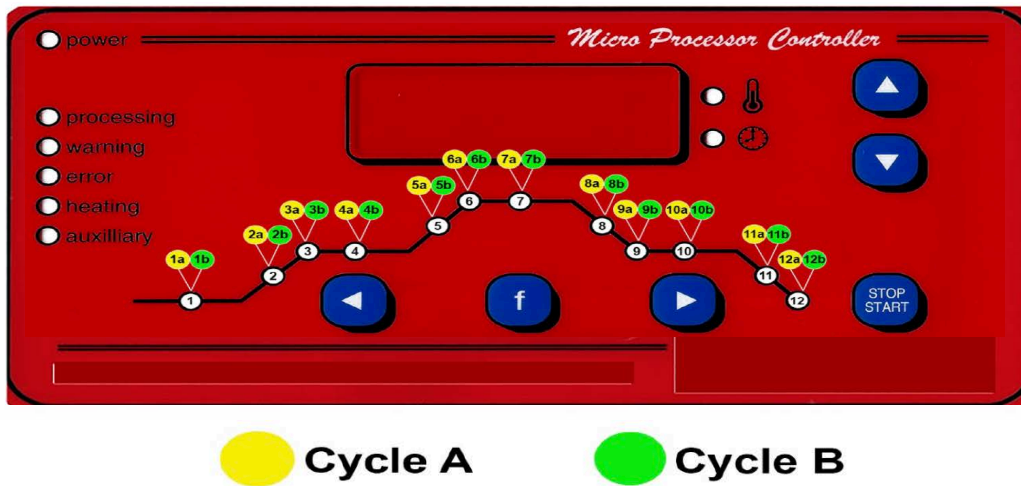 power
Micro Processor Controller
processing
warning
error
heating
auxilliary
6a 6b 7a 7b
5a 5b 8a 8b
3a 3b 4a 4b 9a 9b 10a 10b
2a 2b 11a 11b
1a 1b 12a 12b
6 7
5 8
3 4 9 10
2 11
1 12
f
STOP
START
Cycle A Cycle B